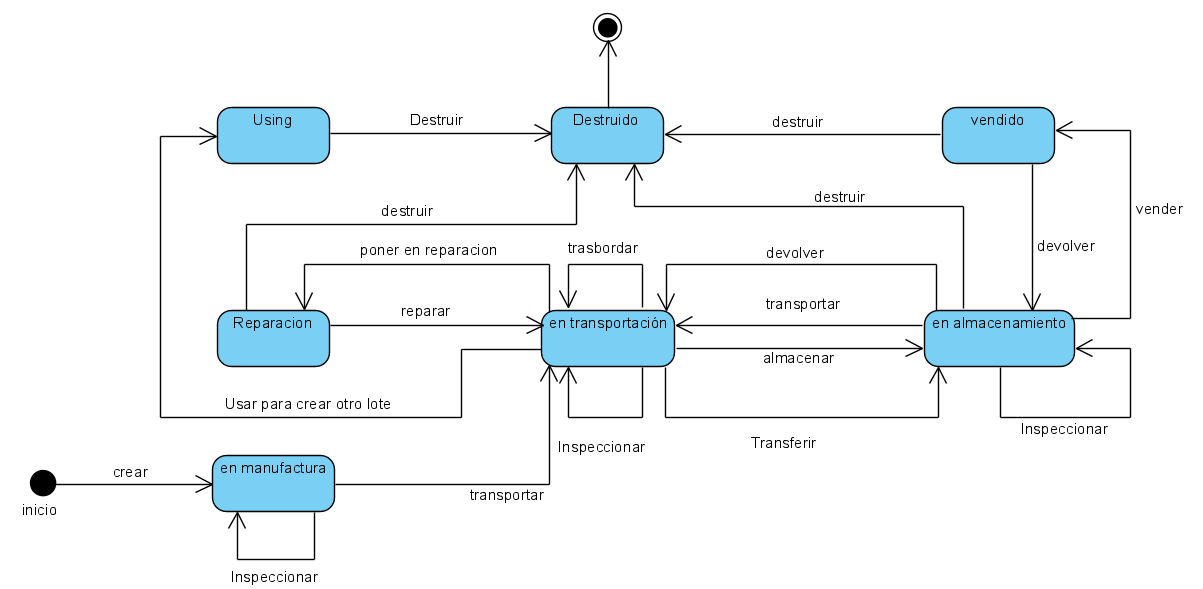 Using
Destruir
Destruido
destruir
vendido
destruir
destruir
vender
poner en reparacion
trasbordar
devolver
devolver
Reparacion
reparar
en transportación
transportar
en almacenamiento
almacenar
Usar para crear otro lote
Inspeccionar
Transferir
Inspeccionar
crear
en manufactura
transportar
inicio
Inspeccionar